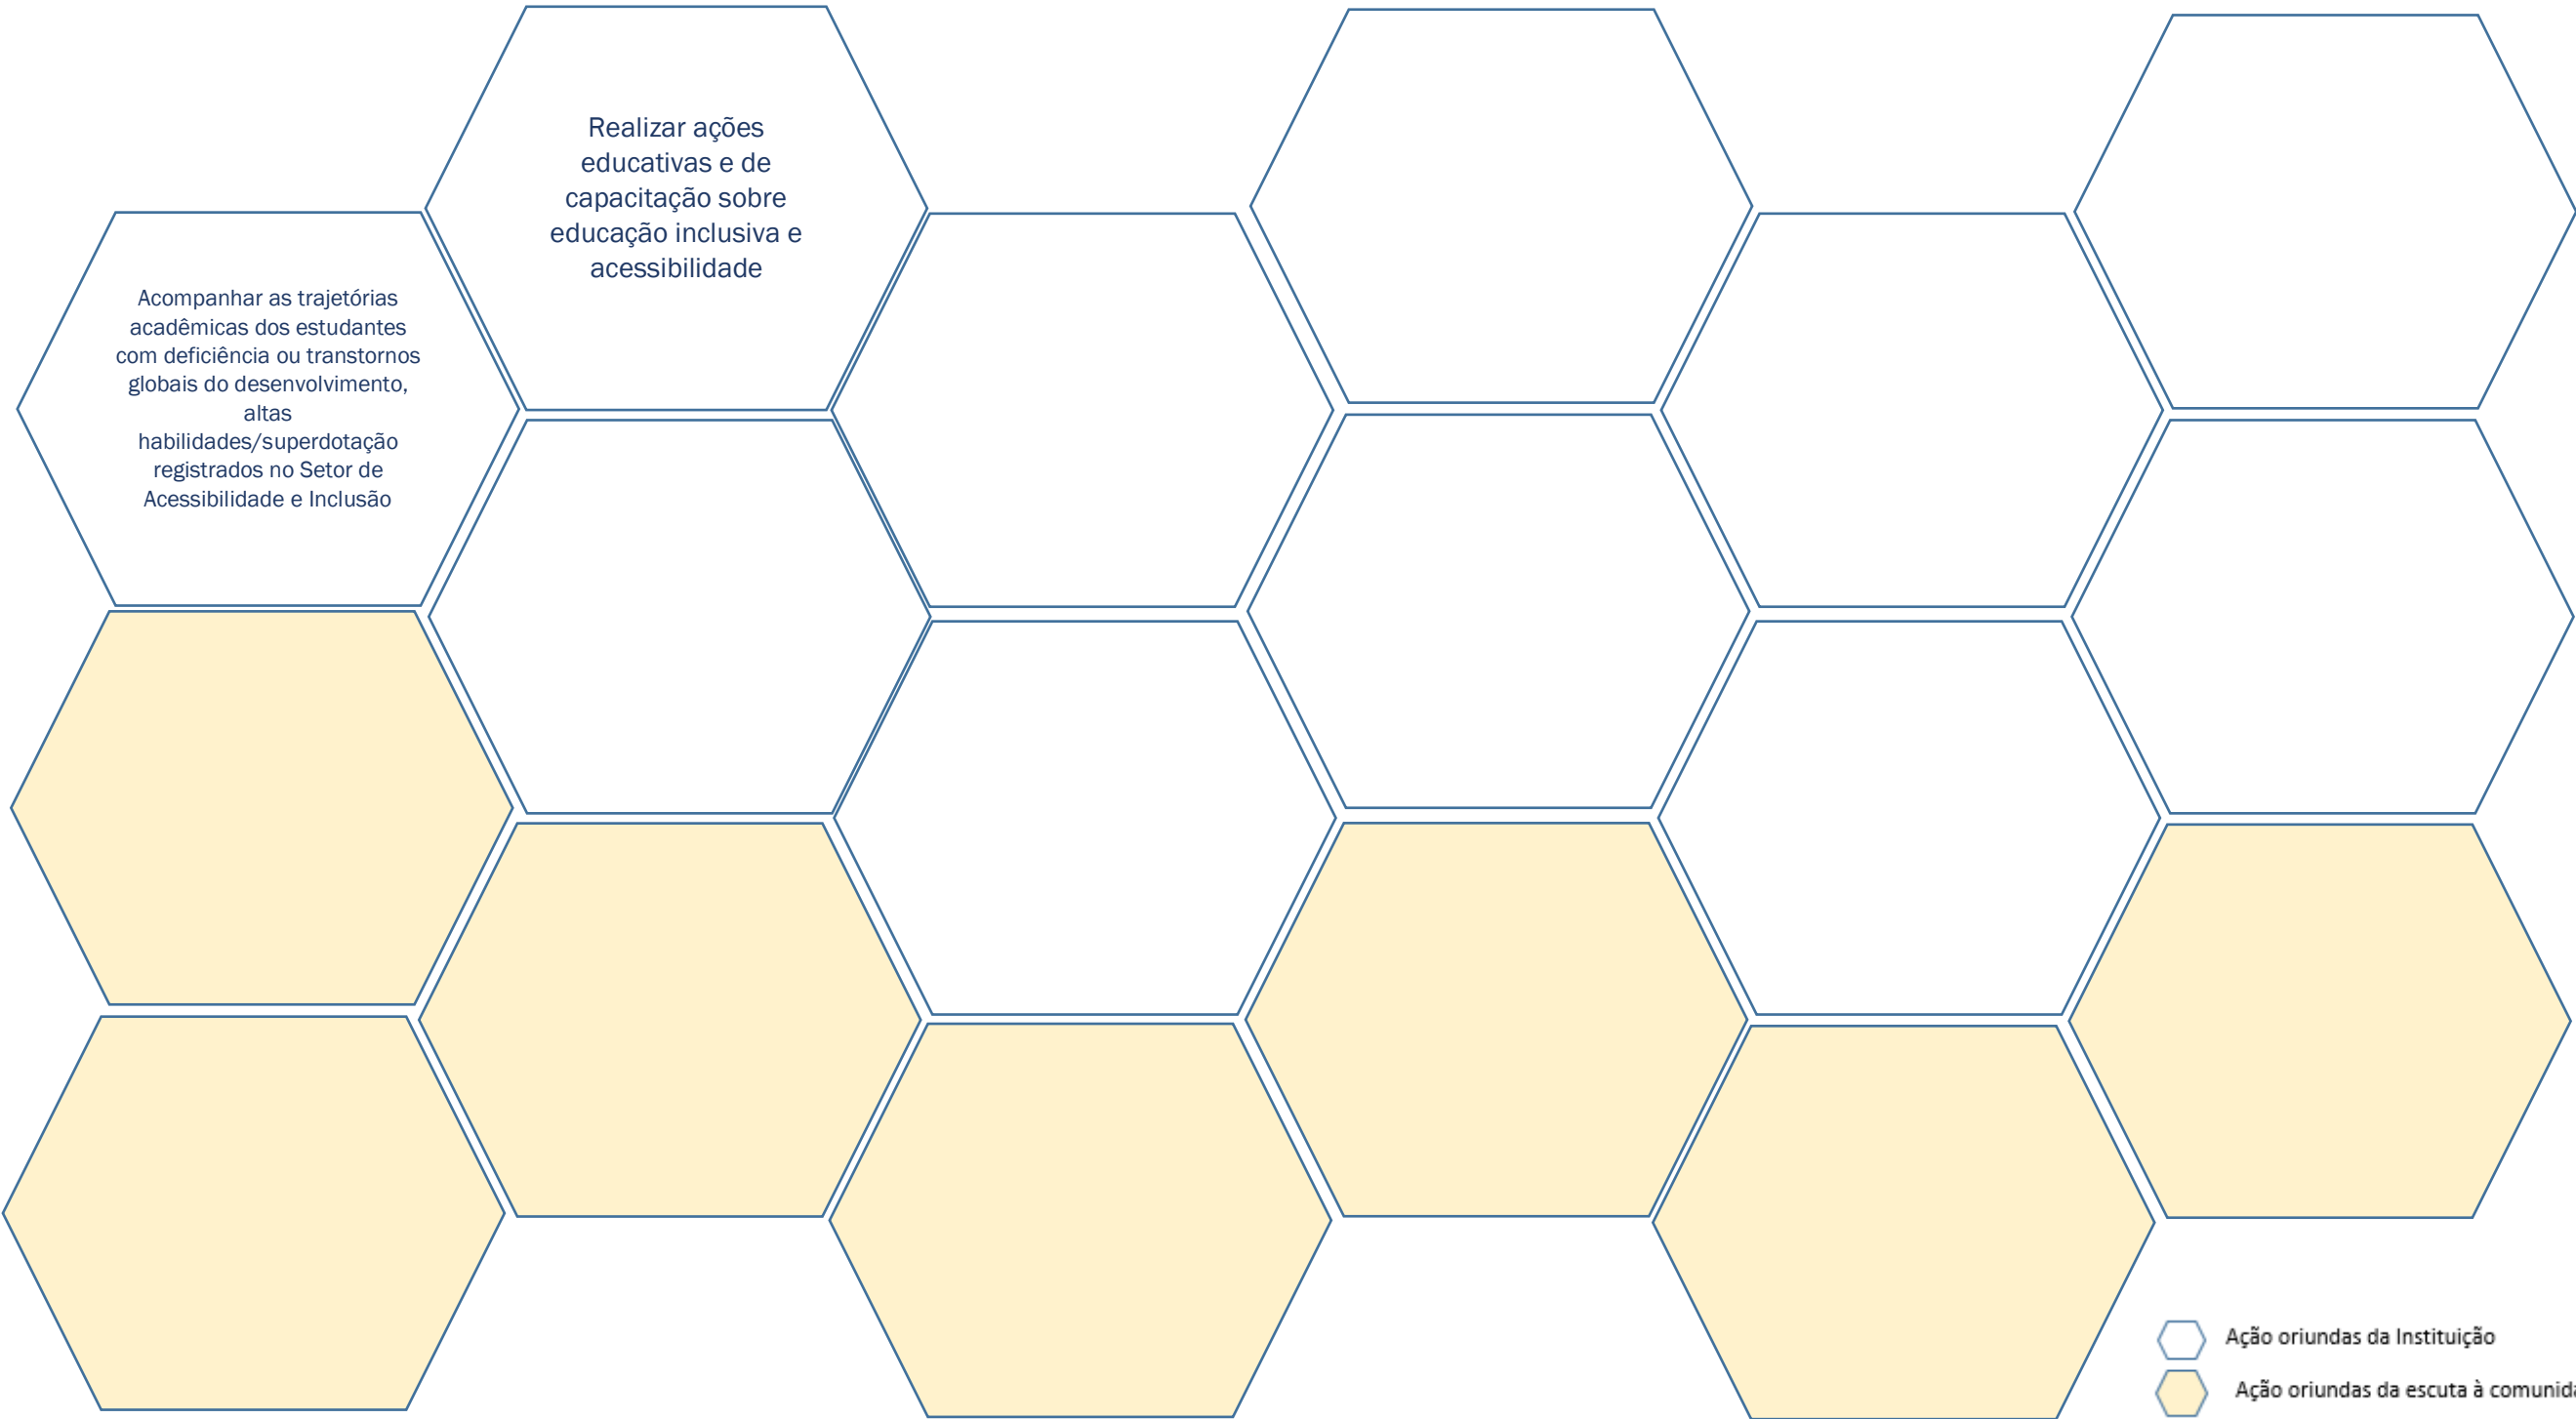 Realizar ações
educativas e de
capacitação sobre
educação inclusiva e
acessibilidade
Acompanhar as trajetórias
acadêmicas dos estudantes
com deficiência ou transtornos
globais do desenvolvimento,
altas
habilidades/superdotação
registrados no Setor de
Acessibilidade e Inclusão
Ação oriundas da Instituição
Ação oriundas da escuta à